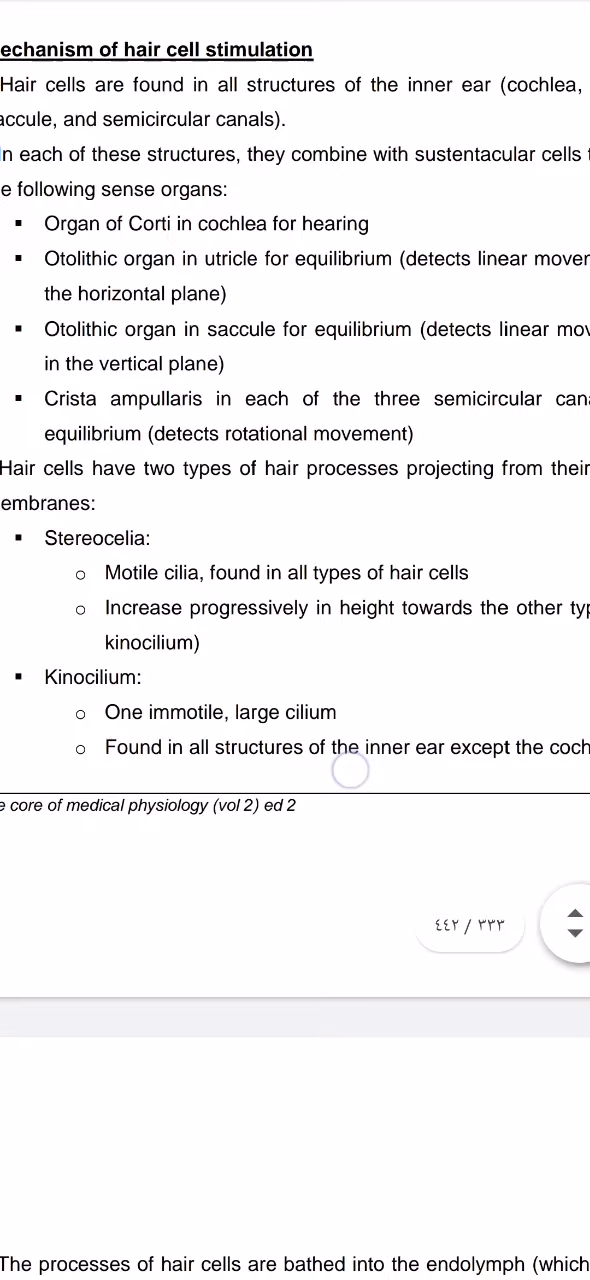 echanism of hair cell stimulation
Hair cells are found in all structures of the inner ear (cochlea,
accule, and semicircular canals).
In each of these structures, they combine with sustentacular cells
e following sense organs:
▪ Organ of Corti in cochlea for hearing
▪ Otolithic organ in utricle for equilibrium (detects linear mover
the horizontal plane)
▪ Otolithic organ in saccule for equilibrium (detects linear mov
in the vertical plane)
▪ Crista ampullaris in each of the three semicircular cana
equilibrium (detects rotational movement)
Hair cells have two types of hair processes projecting from their
embranes:
▪ Stereocelia:
o Motile cilia, found in all types of hair cells
o Increase progressively in height towards the other typ
kinocilium)
▪ Kinocilium:
o One immotile, large cilium
o Found in all structures of the inner ear except the coch
e core of medical physiology (vol 2) ed 2
٤٤٢ / ٣٣٣
The processes of hair cells are bathed into the endolymph (which